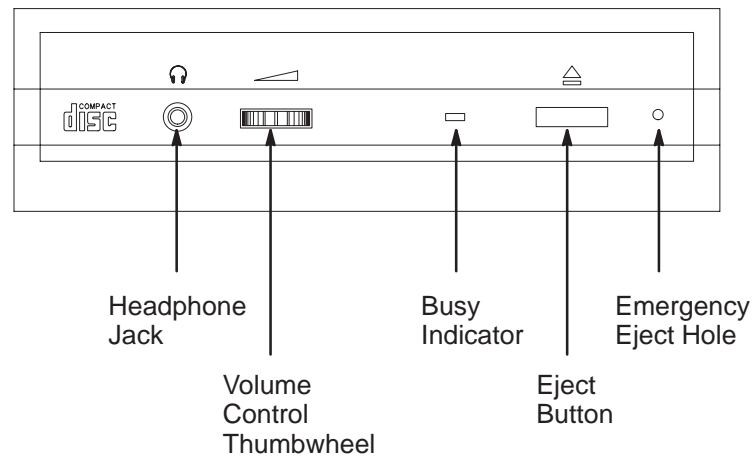 COMPACT
disc
Headphone
Jack
Busy
Indicator
Emergency
Eject Hole
Volume
Control
Thumbwheel
Eject
Button